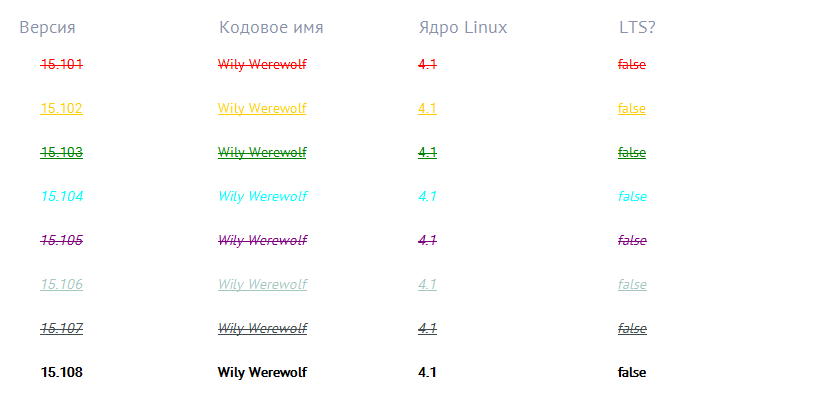 Версия Кодовое имя Ядро Linux LTS?
15.101 Wily Werewolf 4.1 false
15.102 Wily Werewolf 4.1 false
15.103 Wily Werewolf 4.1 false
15.104 Wily Werewolf 4.1 false
15.105 Wily Werewolf 4.1 false
15.106 Wily Werewolf 4.1 false
15.107 Wily Werewolf 4.1 false
15.108 Wily Werewolf 4.1 false